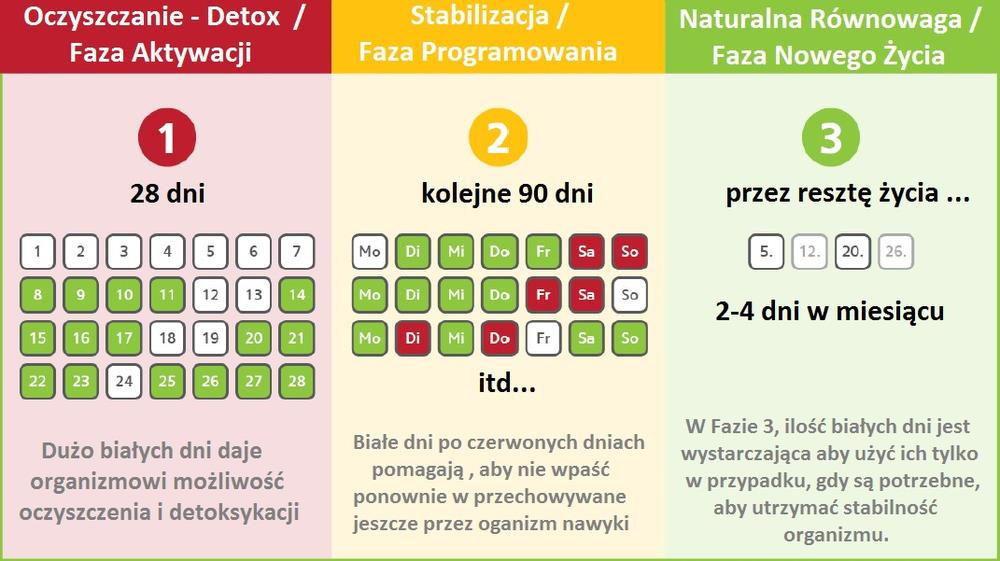 Oczyszczanie - Detox /
Faza Aktywacji
1
28 dni
1 2 3 4 5 6 7
8 9 10 11 12 13 14
15 16 17 18 19 20 21
22 23 24 25 26 27 28
Dużo białych dni daje
organizmowi możliwość
oczyszczenia i detoksykacji
Stabilizacja /
Faza Programowania
2
kolejne 90 dni
Mo Di Mi Do Fr Sa So
Mo Di Mi Do Fr Sa So
Mo Di Mi Do Fr Sa So
itd...
Białe dni po czerwonych dniach
pomagają , aby nie wpaść
ponownie w przechowywane
jeszcze przez oganizm nawyki
Naturalna Równowaga /
Faza Nowego Życia
3
przez resztę życia ...
5. 12. 20. 26.
2-4 dni w miesiącu
W Fazie 3, ilość białych dni jest
wystarczająca aby użyć ich tylko
w przypadku, gdy są potrzebne,
aby utrzymać stabilność
organizmu.